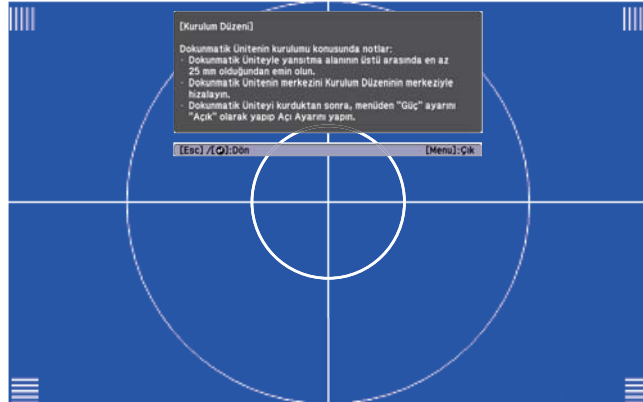 [Kurulum Düzeni]
Dokunmatik Ünitenin kurulumu konusunda notlar:
· Dokunmatik Üniteyle yansıtma alanının üstü arasında en az
25 mm olduğundan emin olun.
· Dokunmatik Ünitenin merkezini Kurulum Düzeninin merkeziyle
hizalayın.
· Dokunmatik Üniteyi kurduktan sonra, menüden "Güç" ayarını
"Açık" olarak yapıp Açı Ayarını yapın.
[Esc] /[⏎]:Dön [Menu]:Çık